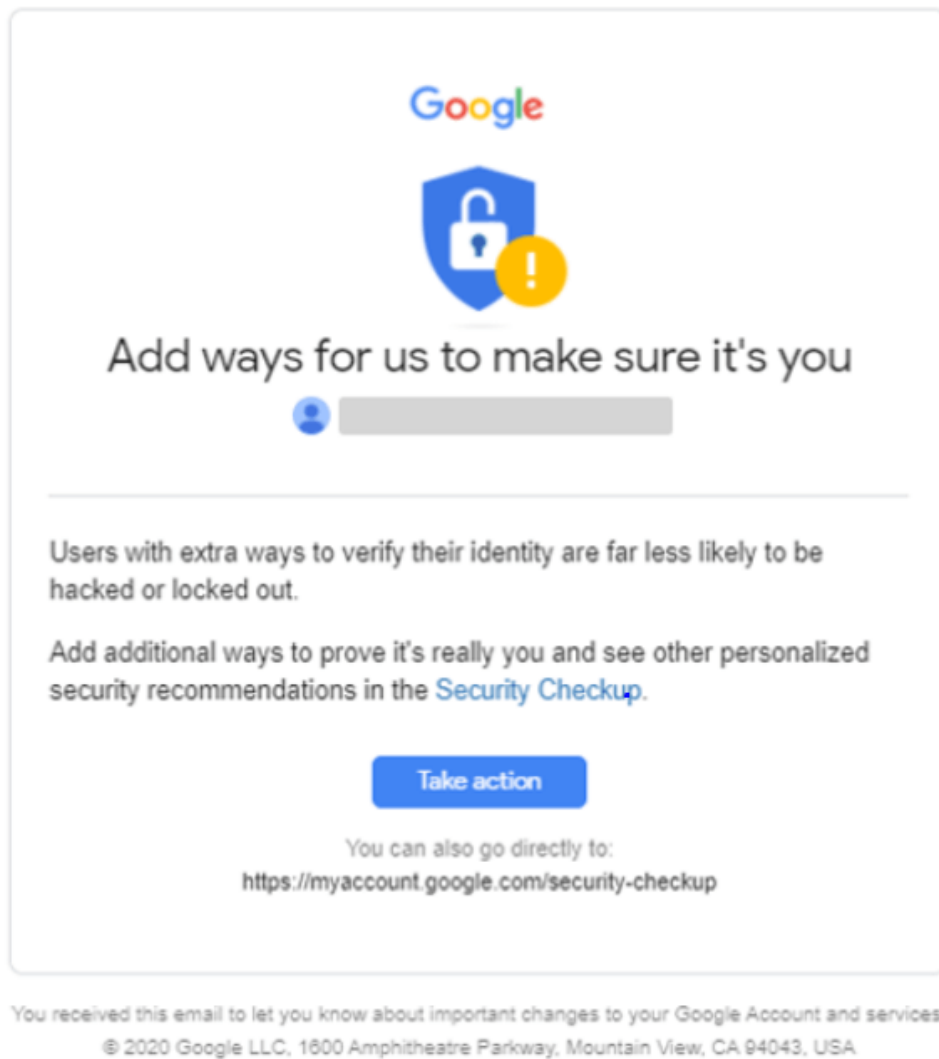 Google
Add ways for us to make sure it's you
Users with extra ways to verify their identity are far less likely to be
hacked or locked out.
Add additional ways to prove it's really you and see other personalized
security recommendations in the Security Checkup.
Take action
You can also go directly to:
https://myaccount.google.com/security-checkup
You received this email to let you know about important changes to your Google Account and services
© 2020 Google LLC, 1600 Amphitheatre Parkway, Mountain View, CA 94043, USA